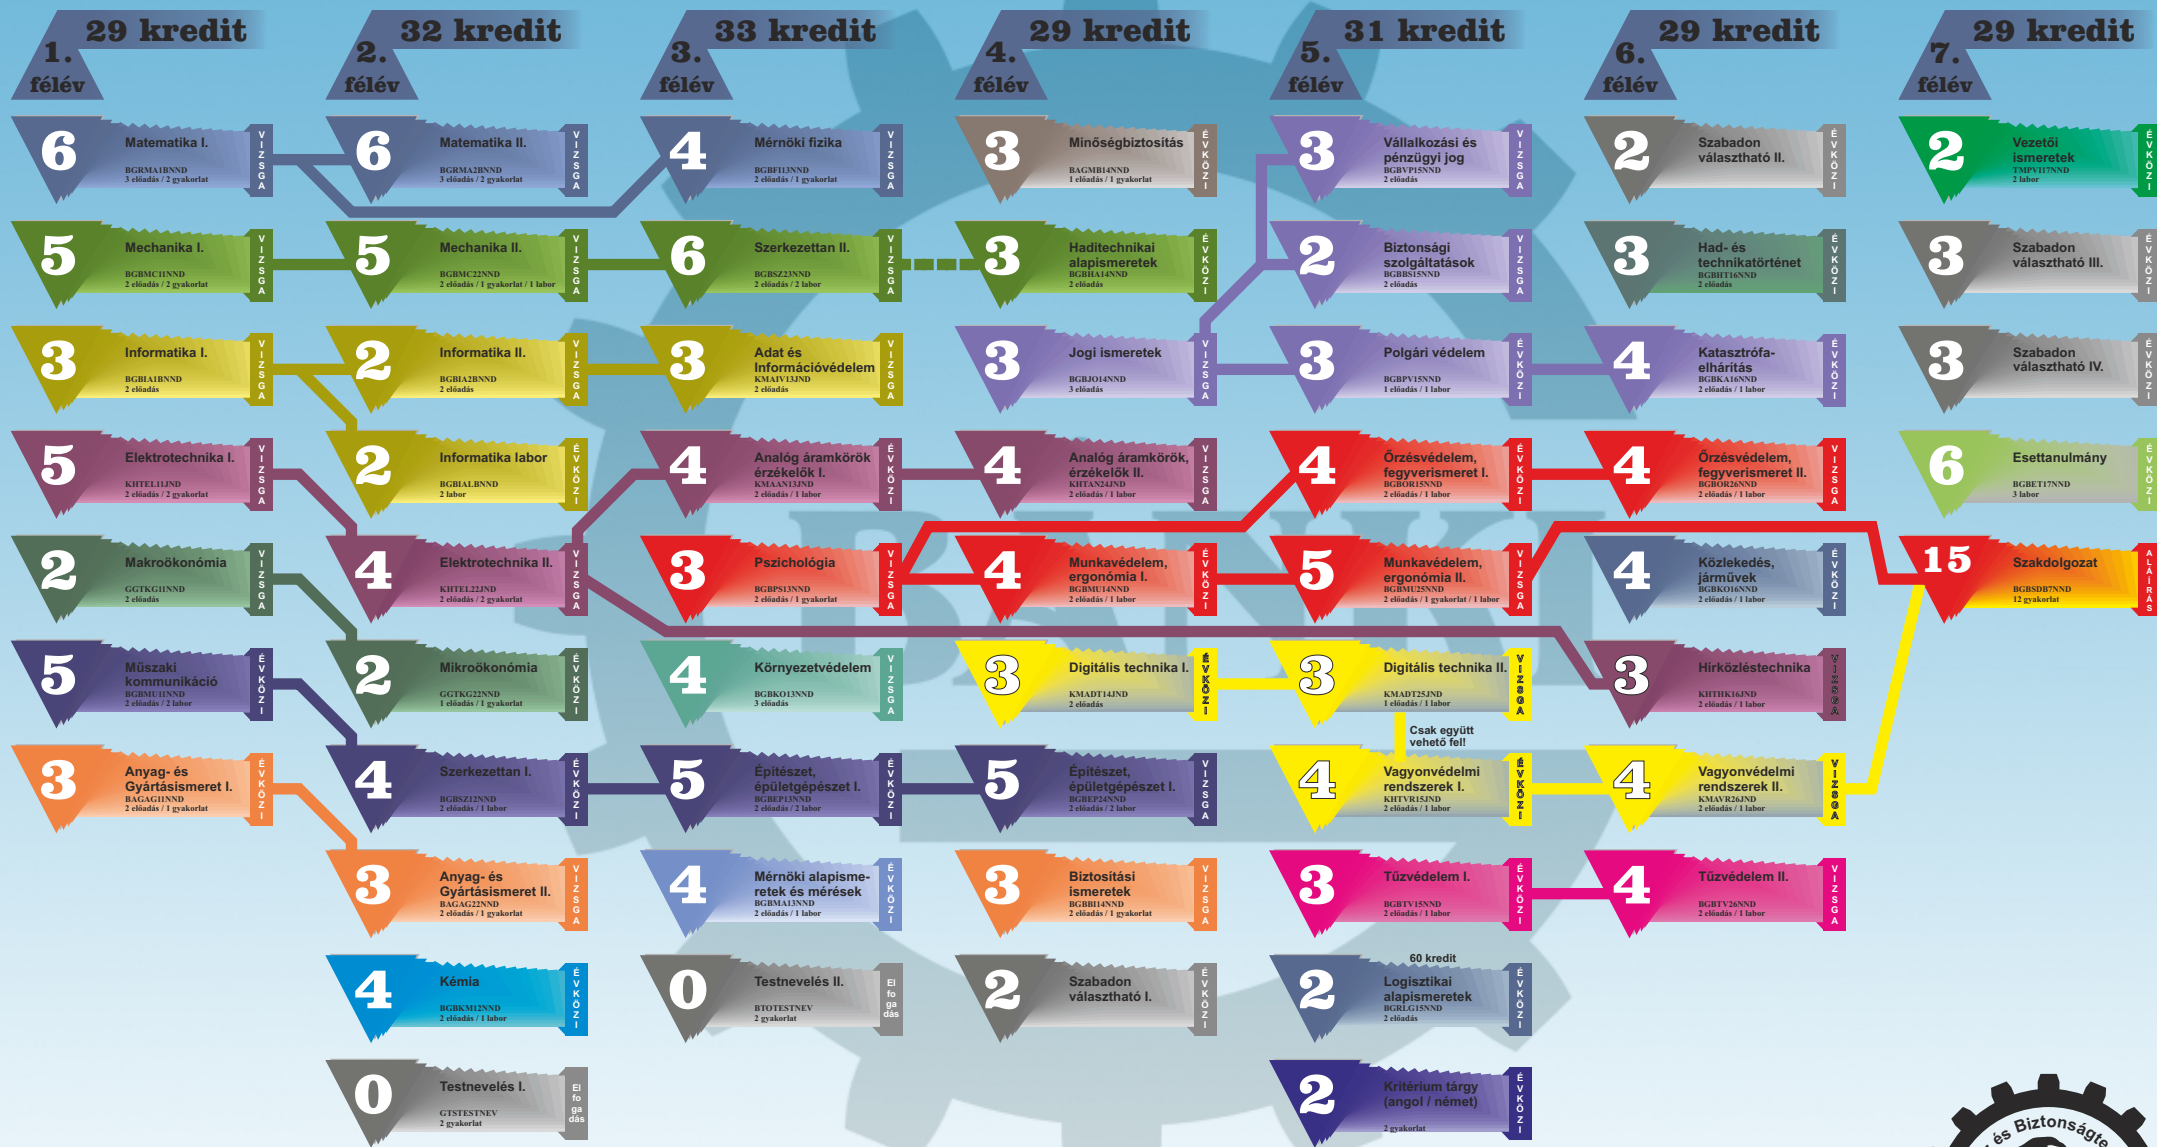 29 kredit
1.
félév
6
Matematika I.
BGRMA1BNND
3 előadás / 2 gyakorlat
VIZSGA
5
Mechanika I.
BGBMC11NND
2 előadás / 2 gyakorlat
VIZSGA
3
Informatika I.
BGBIA1BNND
2 előadás
VIZSGA
5
Elektrotechnika I.
KHTEL11JND
2 előadás / 2 gyakorlat
VIZSGA
2
Makroökonómia
GGTKG11NND
2 előadás
VIZSGA
5
Műszaki
kommunikáció
BGBMU11NND
2 előadás / 2 labor
ÉVKÖZI
3
Anyag- és
Gyártásismeret I.
BAGAG11NND
2 előadás / 1 gyakorlat
ÉVKÖZI
32 kredit
2.
félév
6
Matematika II.
BGRMA2BNND
3 előadás / 2 gyakorlat
VIZSGA
5
Mechanika II.
BGBMC22NND
2 előadás / 1 gyakorlat / 1 labor
VIZSGA
2
Informatika II.
BGBIA2BNND
2 előadás
VIZSGA
2
Informatika labor
BGBIALBNND
2 labor
ÉVKÖZI
4
Elektrotechnika II.
KHTEL22JND
2 előadás / 2 gyakorlat
VIZSGA
2
Mikroökonómia
GGTKG22NND
1 előadás / 1 gyakorlat
ÉVKÖZI
4
Szerkezettan I.
BGBSZ12NND
2 előadás / 1 labor
ÉVKÖZI
3
Anyag- és
Gyártásismeret II.
BAGAG22NND
2 előadás / 1 gyakorlat
VIZSGA
4
Kémia
BGBKM12NND
2 előadás / 1 labor
ÉVKÖZI
0
Testnevelés I.
GTSTESTNEV
2 gyakorlat
El
fo
ga
dás
33 kredit
3.
félév
4
Mérnöki fizika
BGBFI13NND
2 előadás / 1 gyakorlat
VIZSGA
6
Szerkezettan II.
BGBSZ23NND
2 előadás / 2 labor
VIZSGA
3
Adat és
Információvédelem
KMAIV13JND
2 előadás
VIZSGA
4
Analóg áramkörök
érzékelők I.
KMAAN13JND
2 előadás / 1 labor
ÉVKÖZI
3
Pszichológia
BGBPS13NND
2 előadás / 1 gyakorlat
VIZSGA
4
Környezetvédelem
BGBKO13NND
3 előadás
VIZSGA
5
Építészet,
épületgépészet I.
BGBEP13NND
2 előadás / 2 labor
ÉVKÖZI
4
Mérnöki alapisme-
retek és mérések
BGBMA13NND
2 előadás / 1 labor
ÉVKÖZI
0
Testnevelés II.
BTOTESTNEV
2 gyakorlat
El
fo
ga
dás
29 kredit
4.
félév
3
Minőségbiztosítás
BAGMB14NND
1 előadás / 1 gyakorlat
ÉVKÖZI
3
Haditechnikai
alapismeretek
BGBHA14NND
2 előadás
ÉVKÖZI
3
Jogi ismeretek
BGBJO14NND
3 előadás
VIZSGA
4
Analóg áramkörök,
érzékelők II.
KHTAN24JND
2 előadás / 1 labor
VIZSGA
4
Munkavédelem,
ergonómia I.
BGBMU14NND
2 előadás / 1 labor
ÉVKÖZI
3
Digitális technika I.
KMADT14JND
2 előadás
ÉVKÖZI
5
Építészet,
épületgépészet I.
BGBEP24NND
2 előadás / 2 labor
VIZSGA
3
Biztosítási
ismeretek
BGBBI14NND
2 előadás / 1 gyakorlat
VIZSGA
2
Szabadon
választható I.
ÉVKÖZI
31 kredit
5.
félév
3
Vállalkozási és
pénzügyi jog
BGBVP15NND
2 előadás
VIZSGA
2
Biztonsági
szolgáltatások
BGBBS15NND
2 előadás
VIZSGA
3
Polgári védelem
BGBPV15NND
1 előadás / 1 labor
ÉVKÖZI
4
Őrzésvédelem,
fegyverismeret I.
BGBOR15NND
2 előadás / 1 labor
ÉVKÖZI
5
Munkavédelem,
ergonómia II.
BGBMU25NND
2 előadás / 1 gyakorlat / 1 labor
VIZSGA
3
Digitális technika II.
KMADT25JND
1 előadás / 1 labor
VIZSGA
Csak együtt
vehető fel!
4
Vagyonvédelmi
rendszerek I.
KHTVR15JND
2 előadás / 1 labor
ÉVKÖZI
3
Tűzvédelem I.
BGBTV15NND
2 előadás / 1 labor
ÉVKÖZI
60 kredit
2
Logisztikai
alapismeretek
BGRLG15NND
2 előadás
ÉVKÖZI
2
Kritérium tárgy
(angol / német)
2 gyakorlat
ÉVKÖZI
29 kredit
6.
félév
2
Szabadon
választható II.
ÉVKÖZI
3
Had- és
technikatörténet
BGBHT16NND
2 előadás
ÉVKÖZI
4
Katasztrófa-
elhárítás
BGBKA16NND
2 előadás / 1 labor
ÉVKÖZI
4
Őrzésvédelem,
fegyverismeret II.
BGBOR26NND
2 előadás / 1 labor
VIZSGA
4
Közlekedés,
járművek
BGBKO16NND
2 előadás / 1 labor
ÉVKÖZI
3
Hírközléstechnika
KHTHK16JND
2 előadás / 1 labor
VIZSGA
4
Vagyonvédelmi
rendszerek II.
KMAVR26JND
2 előadás / 1 labor
VIZSGA
4
Tűzvédelem II.
BGBTV26NND
2 előadás / 1 labor
VIZSGA
29 kredit
7.
félév
2
Vezetői
ismeretek
TMPVI17NND
2 labor
ÉVKÖZI
3
Szabadon
választható III.
ÉVKÖZI
3
Szabadon
választható IV.
ÉVKÖZI
6
Esettanulmány
BGBET17NND
3 labor
ÉVKÖZI
15
Szakdolgozat
BGBSDB7NND
12 gyakorlat
ALÁÍRÁS
BANKI
és Biztonságte